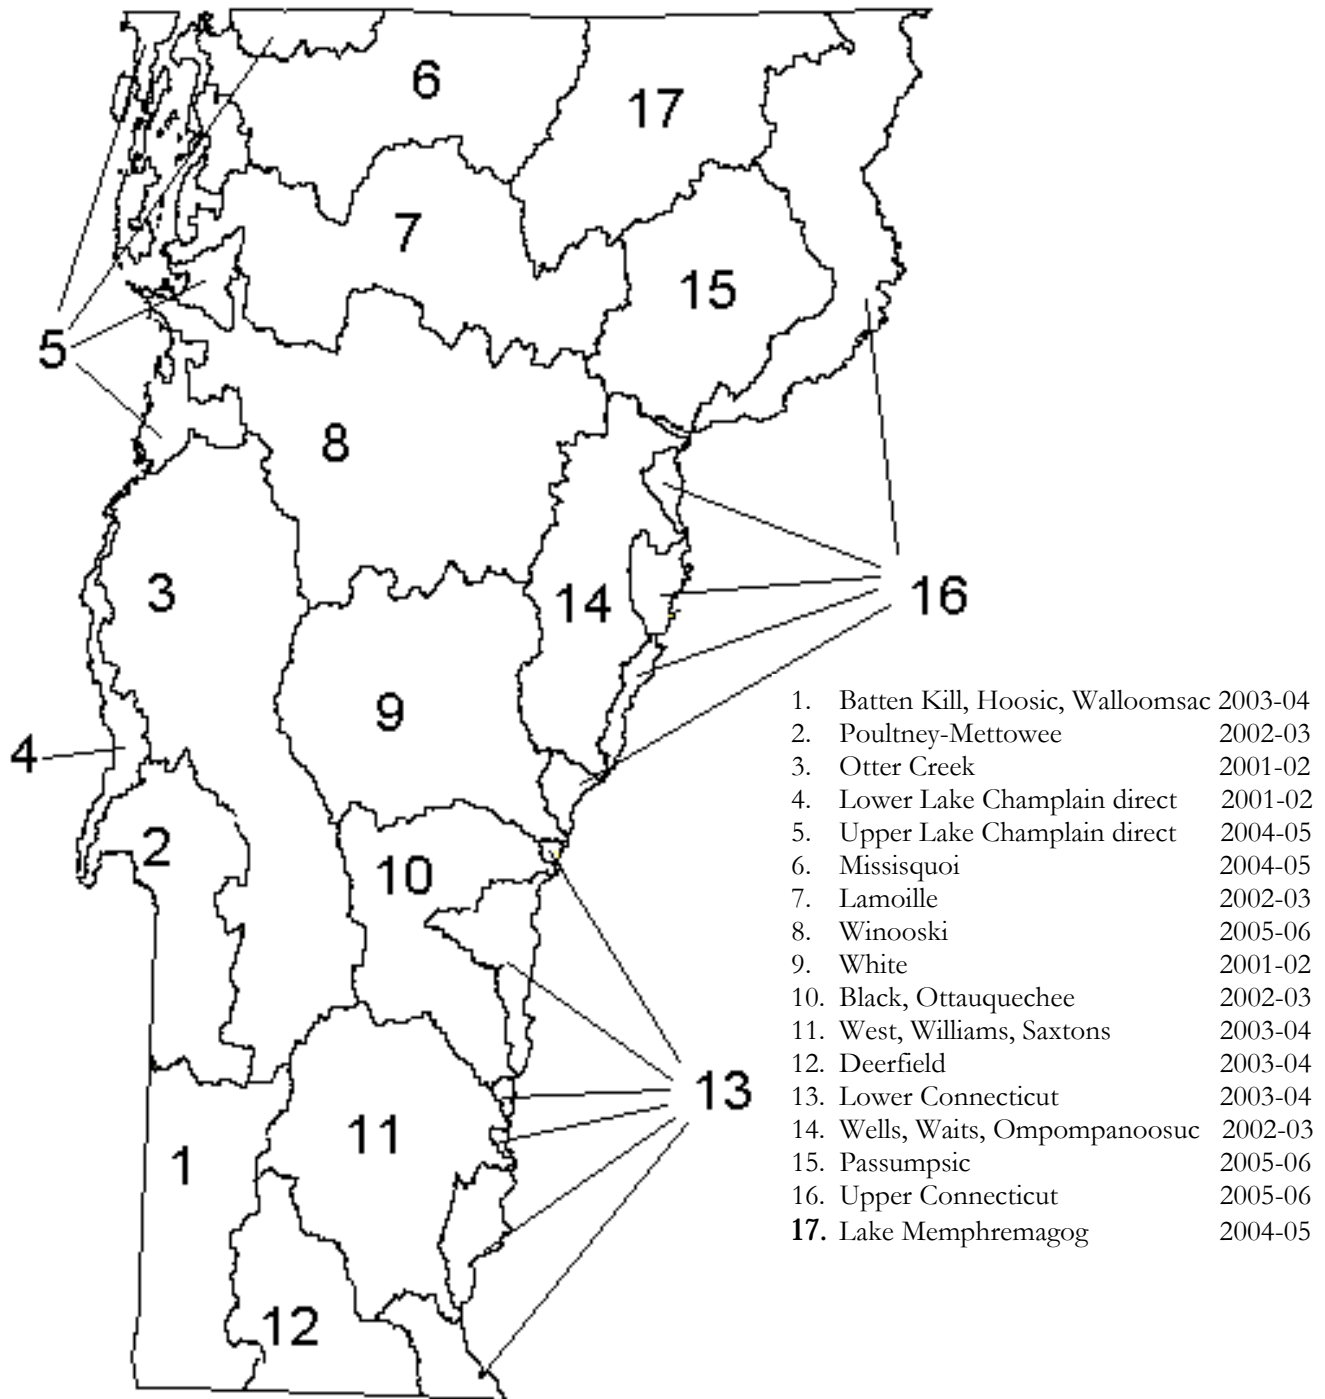 6
17
7
15
5
8
3
14
16
9
4
2
10
13
11
1
12
1. Batten Kill, Hoosic, Walloomsac 2003-04
2. Poultney-Mettowee 2002-03
3. Otter Creek 2001-02
4. Lower Lake Champlain direct 2001-02
5. Upper Lake Champlain direct 2004-05
6. Missisquoi 2004-05
7. Lamoille 2002-03
8. Winooski 2005-06
9. White 2001-02
10. Black, Ottauquechee 2002-03
11. West, Williams, Saxtons 2003-04
12. Deerfield 2003-04
13. Lower Connecticut 2003-04
14. Wells, Waits, Ompompanoosuc 2002-03
15. Passumpsic 2005-06
16. Upper Connecticut 2005-06
17. Lake Memphremagog 2004-05